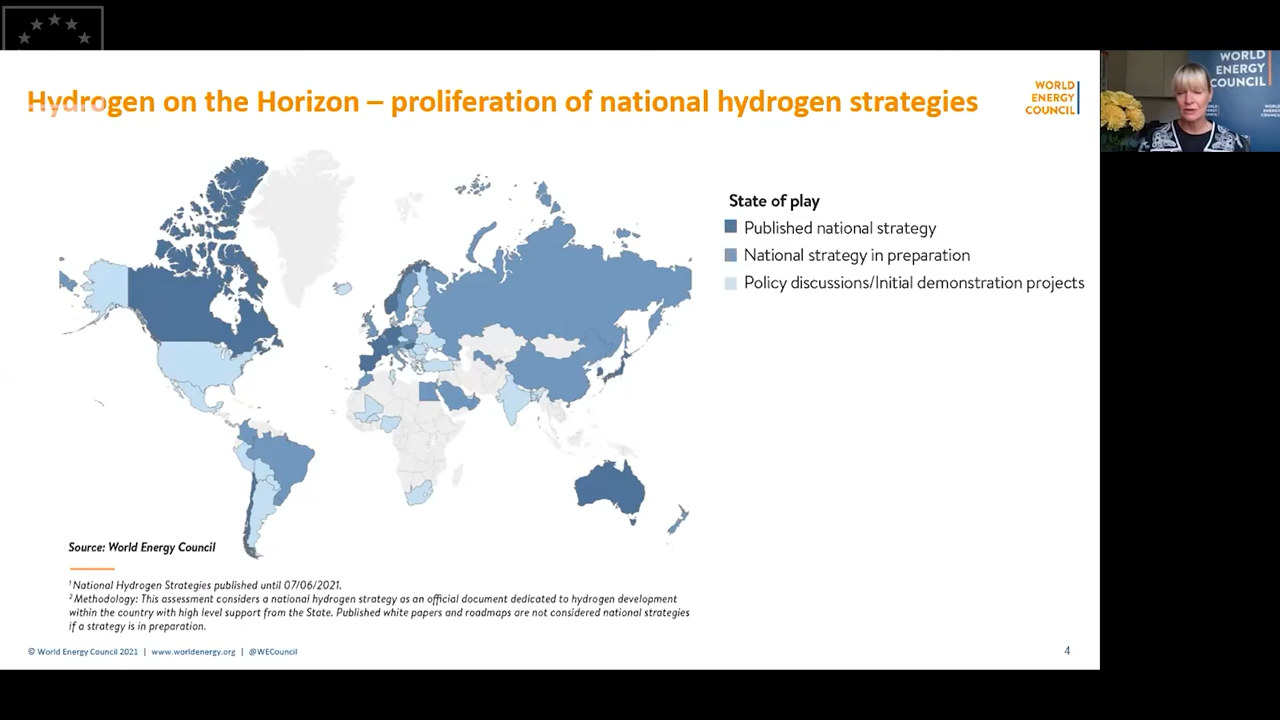 Hydrogen on the Horizon – proliferation of national hydrogen strategies
WORLD
ENERGY
COUNCIL
WORLD
ENERGY
COUNCIL
State of play
Published national strategy
National strategy in preparation
Policy discussions/Initial demonstration projects
Source: World Energy Council
¹ National Hydrogen Strategies published until 07/06/2021.
² Methodology: This assessment considers a national hydrogen strategy as an official document dedicated to hydrogen development
within the country with high level support from the State. Published white papers and roadmaps are not considered national strategies
if a strategy is in preparation.
© World Energy Council 2021 | www.worldenergy.org | @WECouncil
4